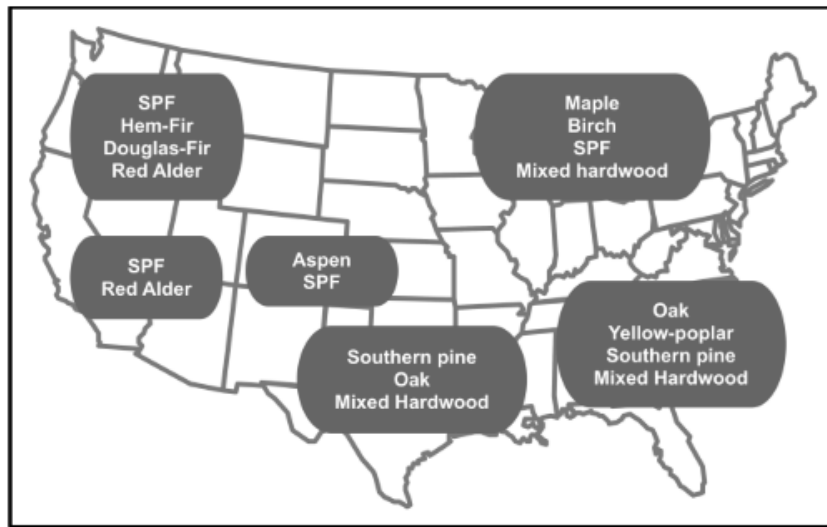 SPF
Hem-Fir
Douglas-Fir
Red Alder
Maple
Birch
SPF
Mixed hardwood
SPF
Red Alder
Aspen
SPF
Southern pine
Oak
Mixed Hardwood
Oak
Yellow-poplar
Southern pine
Mixed Hardwood